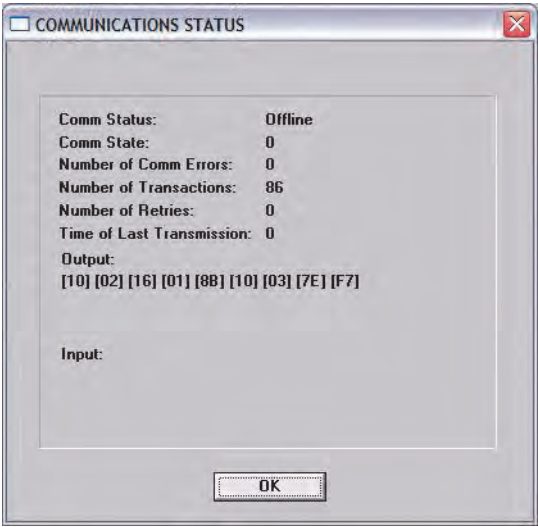 COMMUNICATIONS STATUS
Comm Status: Offline
Comm State: 0
Number of Comm Errors: 0
Number of Transactions: 86
Number of Retries: 0
Time of Last Transmission: 0
Output:
[10] [02] [16] [01] [8B] [10] [03] [7E] [F7]
Input:
OK